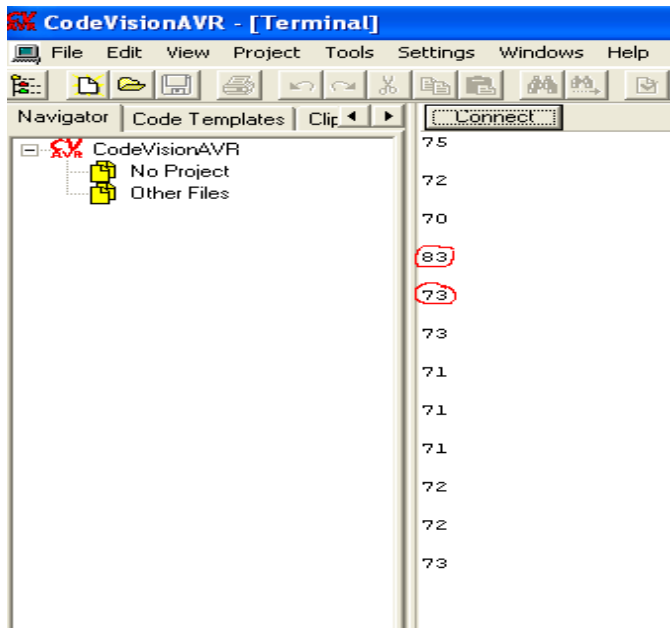 CodeVisionAVR - [Terminal]
File Edit View Project Tools Settings Windows Help
Navigator Code Templates Clip
CodeVisionAVR
No Project
Other Files
Connect
75
72
70
83
73
73
71
71
71
72
72
73